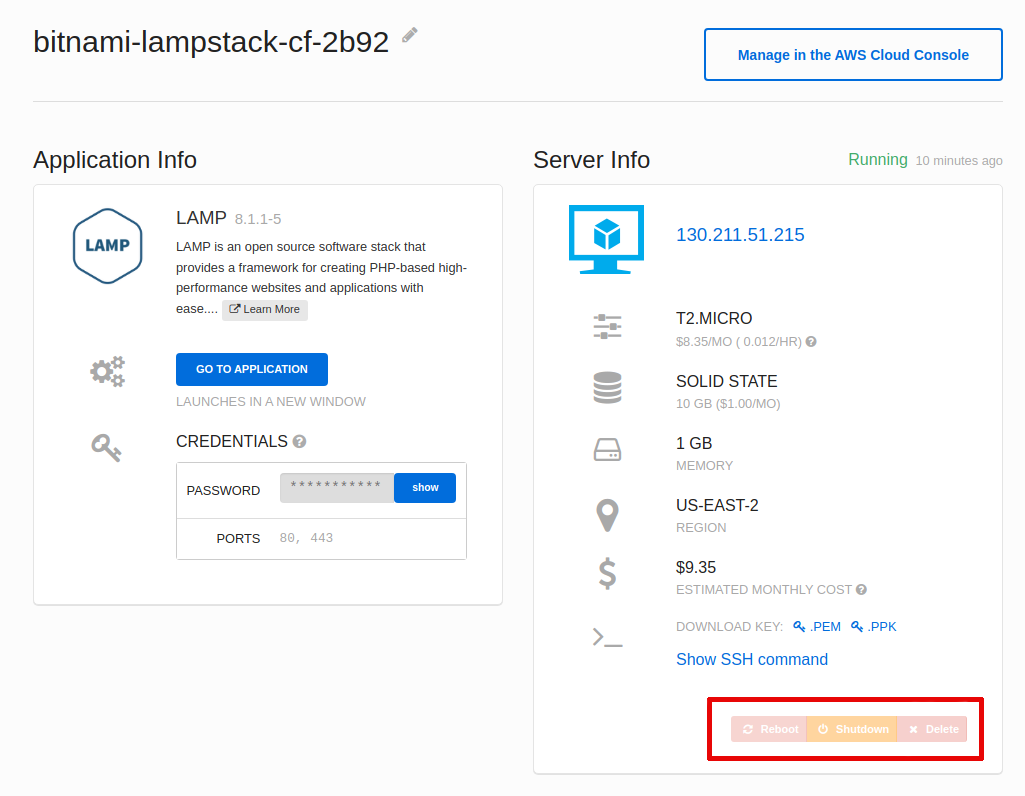 bitnami-lampstack-cf-2b92
Manage in the AWS Cloud Console
Application Info
LAMP
LAMP 8.1.1-5
LAMP is an open source software stack that
provides a framework for creating PHP-based high-
performance websites and applications with
ease.... Learn More
GO TO APPLICATION
LAUNCHES IN A NEW WINDOW
CREDENTIALS ?
PASSWORD *********** show
PORTS 80, 443
Server Info
Running 10 minutes ago
130.211.51.215
T2.MICRO
$8.35/MO ( 0.012/HR) ?
SOLID STATE
10 GB ($1.00/MO)
1 GB
MEMORY
US-EAST-2
REGION
$9.35
ESTIMATED MONTHLY COST ?
DOWNLOAD KEY: .PEM .PPK
Show SSH command
Reboot Shutdown Delete